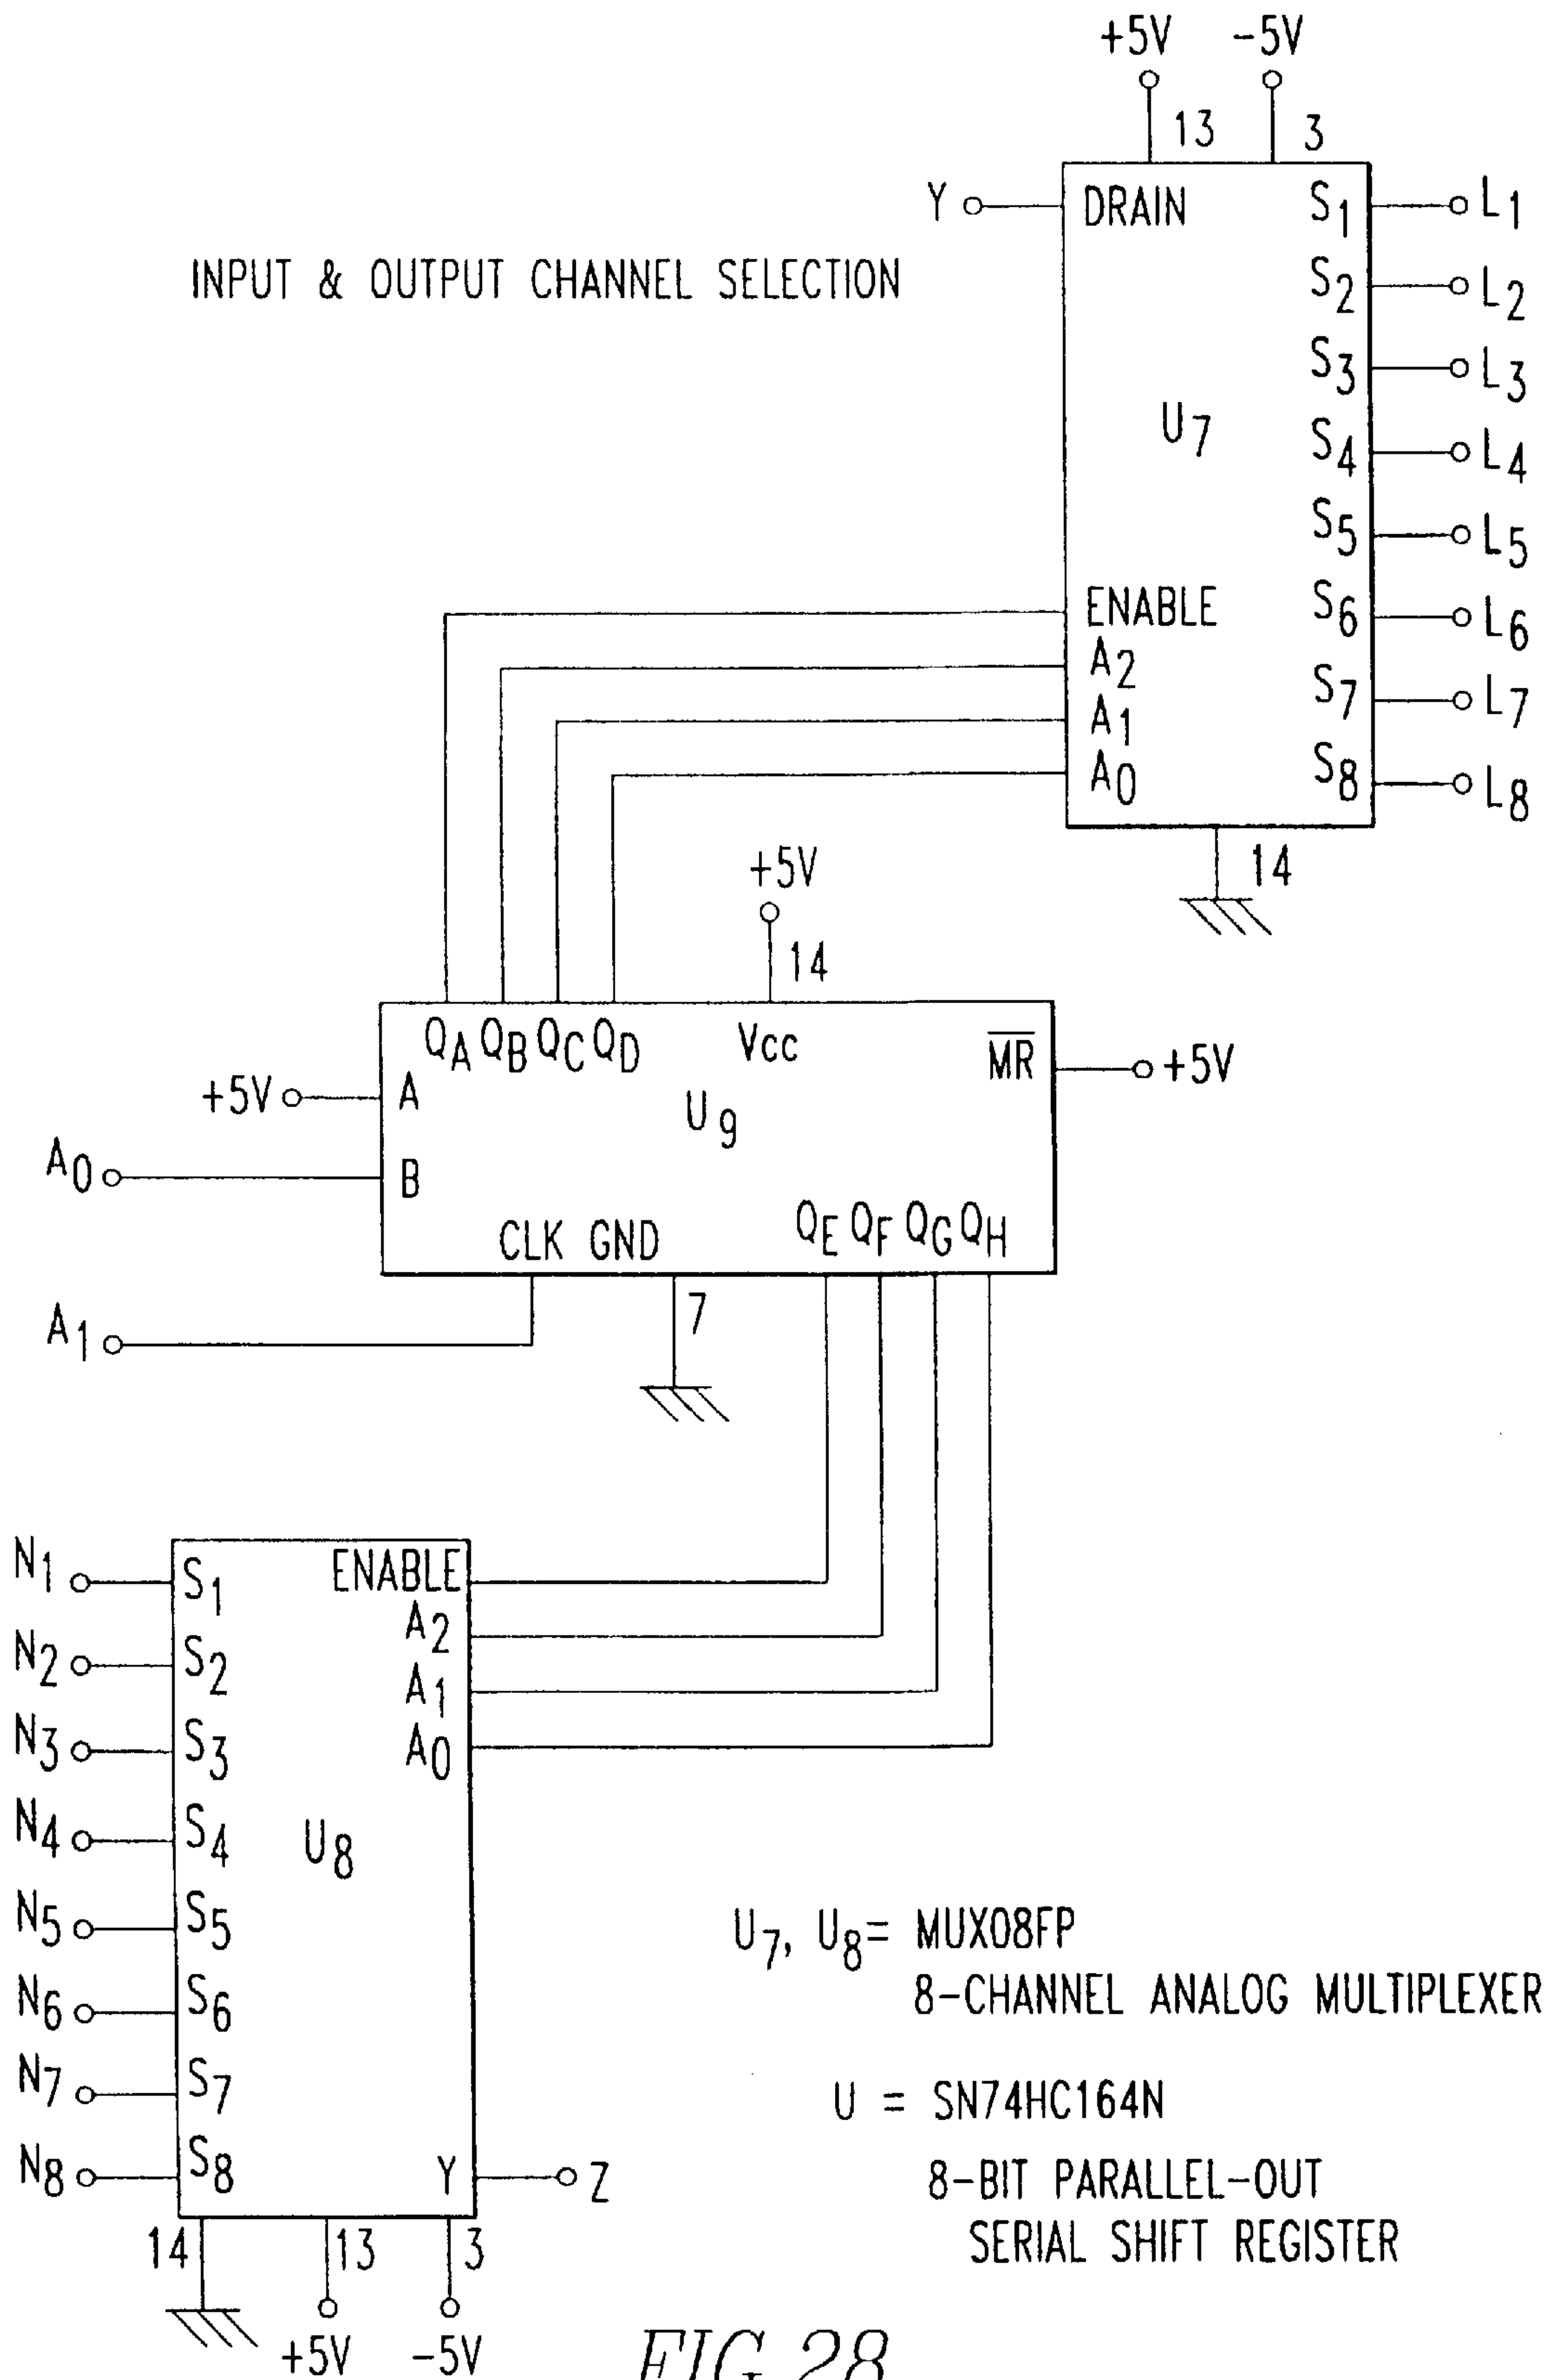 +5V -5V
13 3
Y DRAIN S1 L1
INPUT & OUTPUT CHANNEL SELECTION
S2 L2
S3 L3
U7
S4 L4
S5 L5
ENABLE S6 L6
A2
A1 S7 L7
A0 S8 L8
14
+5V
14
QA QB QC QD Vcc MR +5V
+5V A
U9
A0 B
CLK GND QE QF QG QH
A1
7
N1 S1 ENABLE
N2 S2 A2
A1
N3 S3 A0
N4 S4 U8
N5 S5
N6 S6
N7 S7
N8 S8 Y Z
14 13 3
+5V -5V
U7, U8= MUX08FP
8-CHANNEL ANALOG MULTIPLEXER
U = SN74HC164N
8-BIT PARALLEL-OUT
SERIAL SHIFT REGISTER
FIG. 28